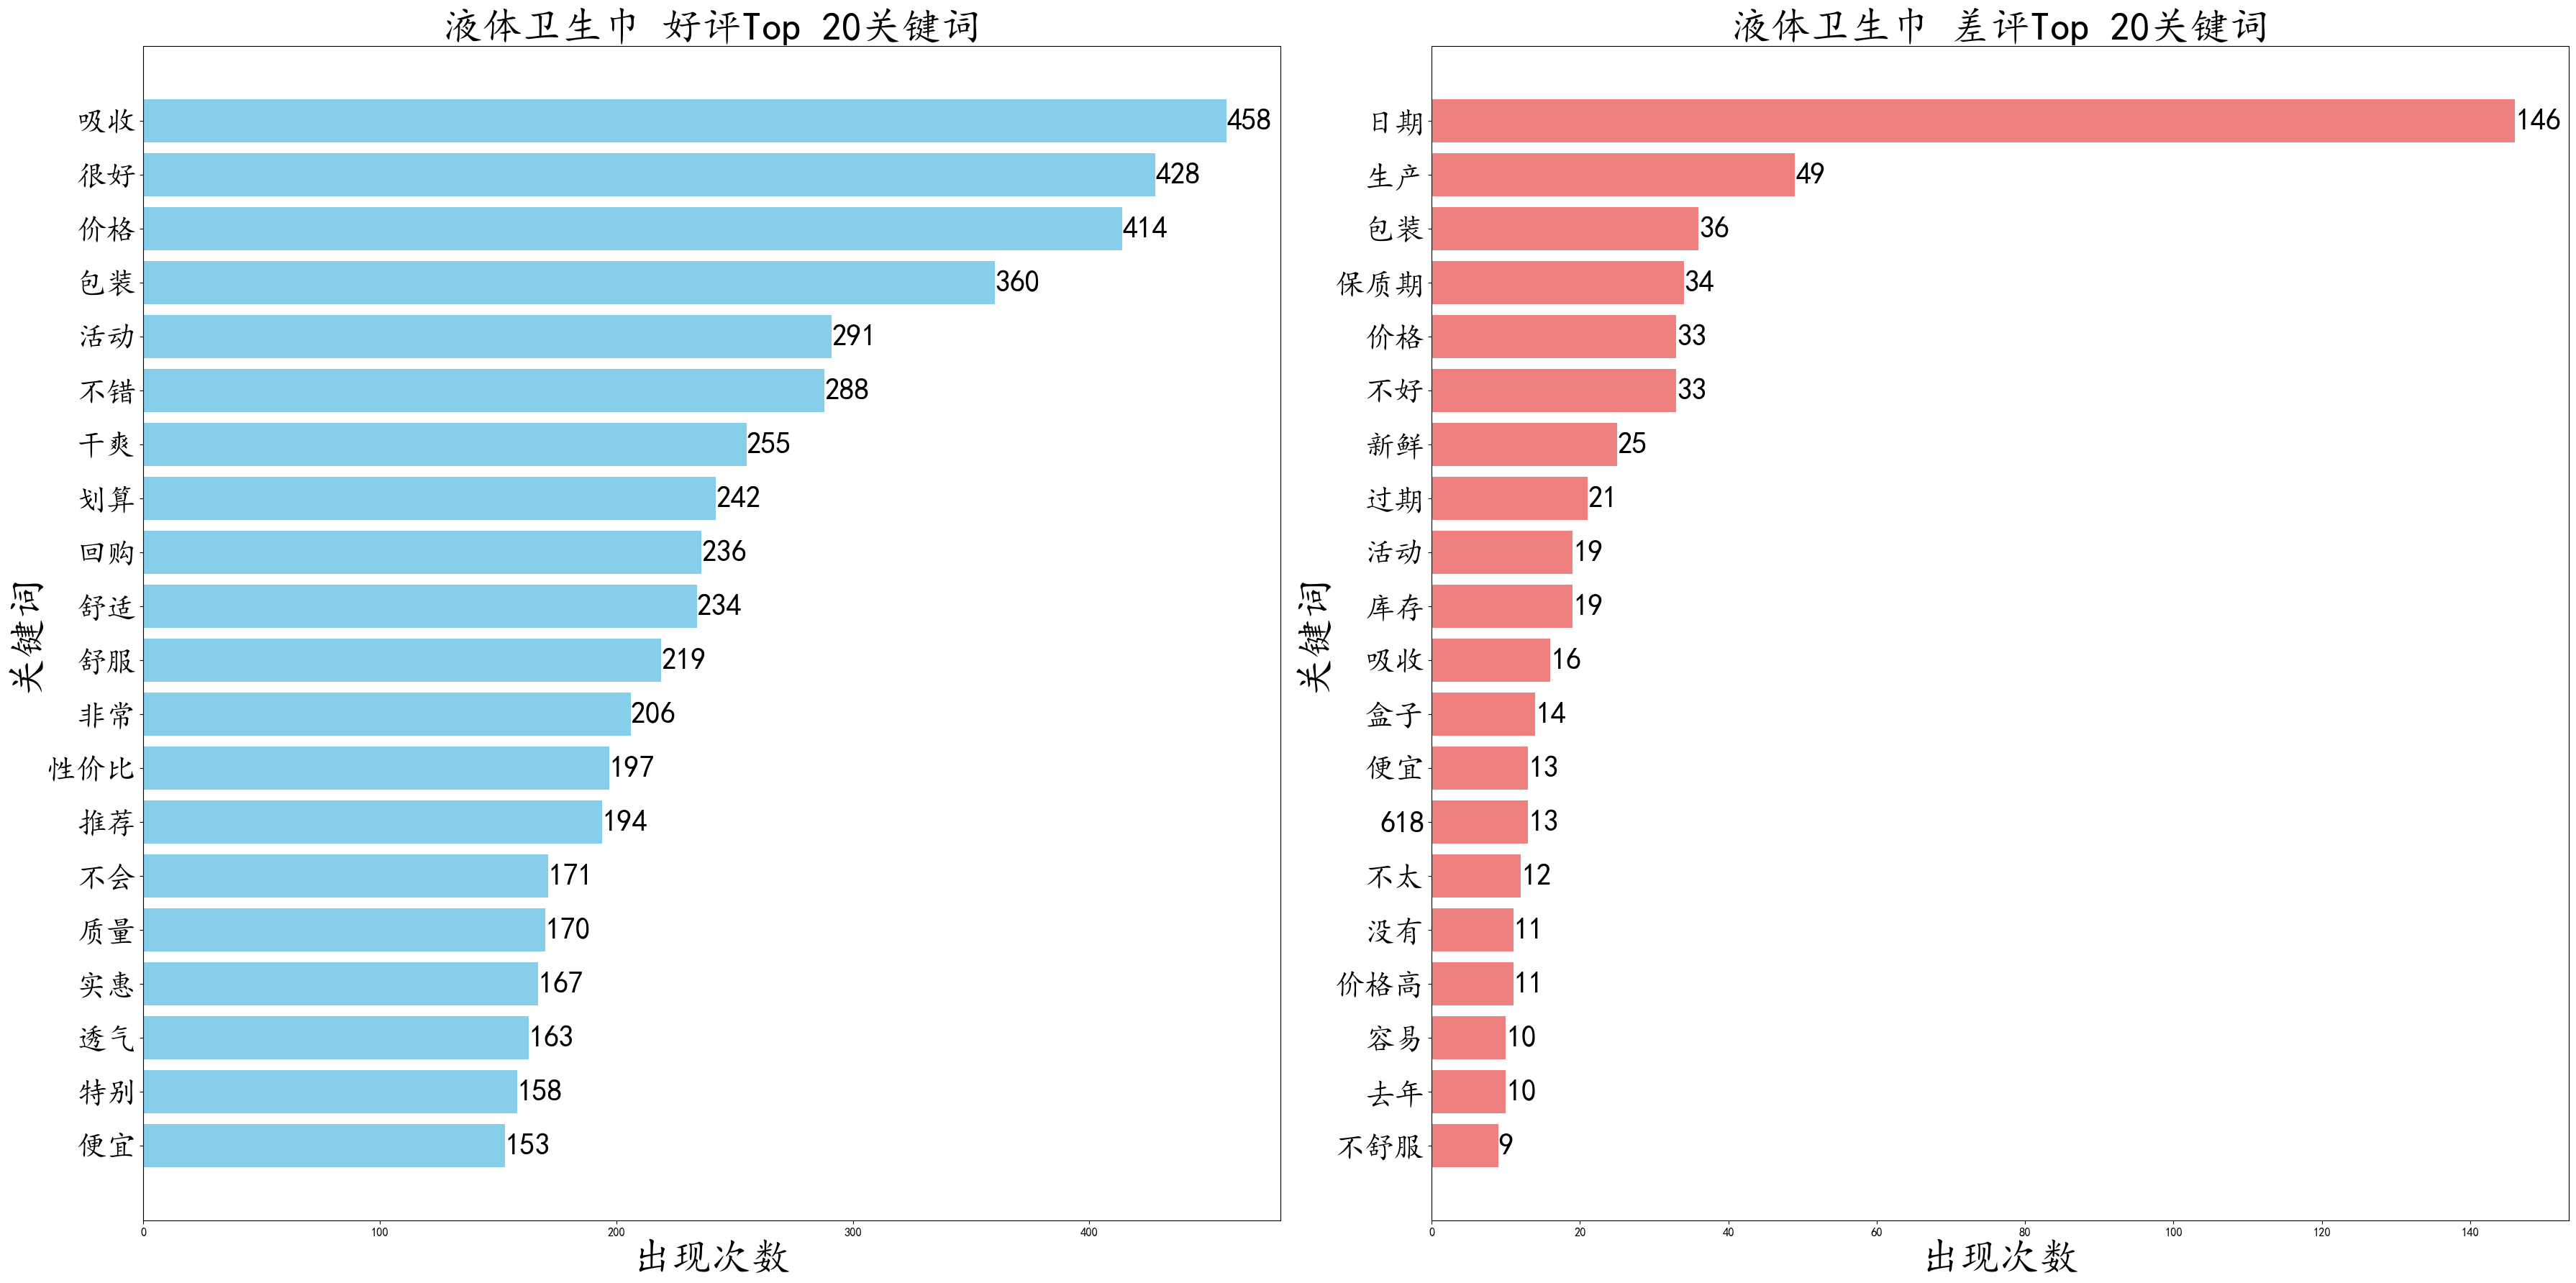 液体卫生巾 好评Top 20关键词
关键词
吸收 458
很好 428
价格 414
包装 360
活动 291
不错 288
干爽 255
划算 242
回购 236
舒适 234
舒服 219
非常 206
性价比 197
推荐 194
不会 171
质量 170
实惠 167
透气 163
特别 158
便宜 153
0 100 200 300 400
出现次数
液体卫生巾 差评Top 20关键词
关键词
日期 146
生产 49
包装 36
保质期 34
价格 33
不好 33
新鲜 25
过期 21
活动 19
库存 19
吸收 16
盒子 14
便宜 13
618 13
不太 12
没有 11
价格高 11
容易 10
去年 10
不舒服 9
0 20 40 60 80 100 120 140
出现次数